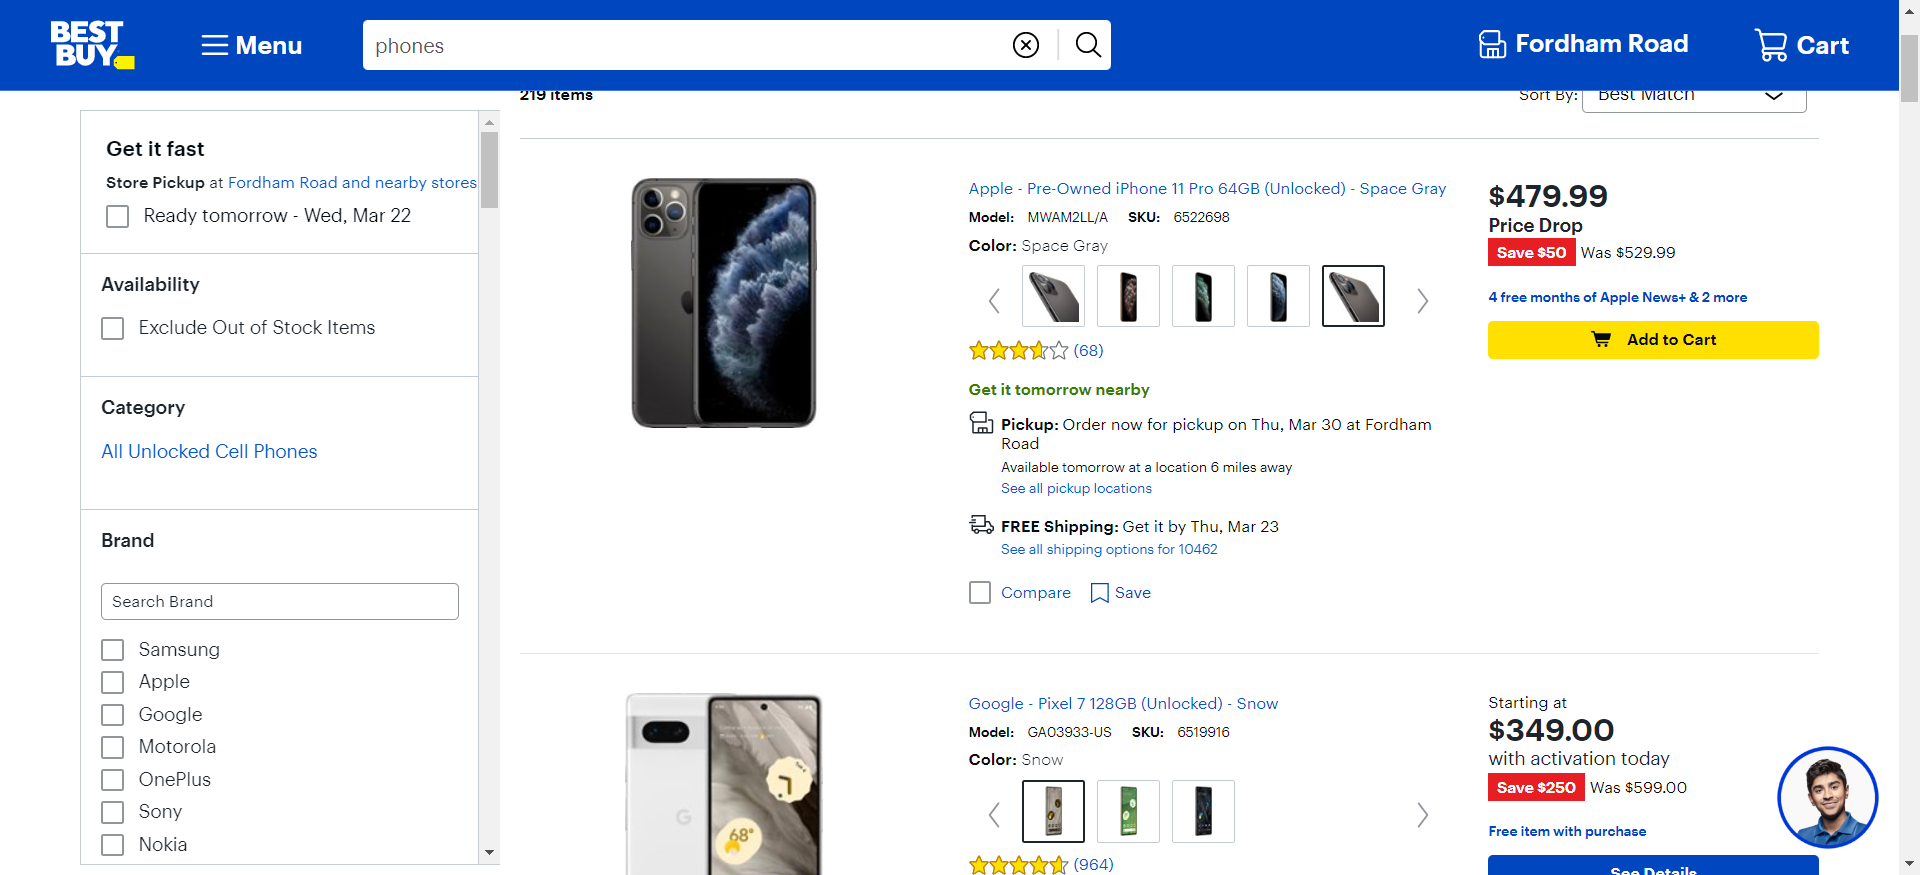 BEST
BUY
Menu
phones
Fordham Road
Cart
219 items
Sort By:
Best Match
Get it fast
Store Pickup at Fordham Road and nearby stores
Ready tomorrow - Wed, Mar 22
Availability
Exclude Out of Stock Items
Category
All Unlocked Cell Phones
Brand
Search Brand
Samsung
Apple
Google
Motorola
OnePlus
Sony
Nokia
Apple - Pre-Owned iPhone 11 Pro 64GB (Unlocked) - Space Gray
Model: MWAM2LL/A SKU: 6522698
Color: Space Gray
(68)
Get it tomorrow nearby
Pickup: Order now for pickup on Thu, Mar 30 at Fordham
Road
Available tomorrow at a location 6 miles away
See all pickup locations
FREE Shipping: Get it by Thu, Mar 23
See all shipping options for 10462
Compare
Save
$479.99
Price Drop
Save $50 Was $529.99
4 free months of Apple News+ & 2 more
Add to Cart
G
68°
Google - Pixel 7 128GB (Unlocked) - Snow
Model: GA03933-US SKU: 6519916
Color: Snow
(964)
Starting at
$349.00
with activation today
Save $250 Was $599.00
Free item with purchase
See Details